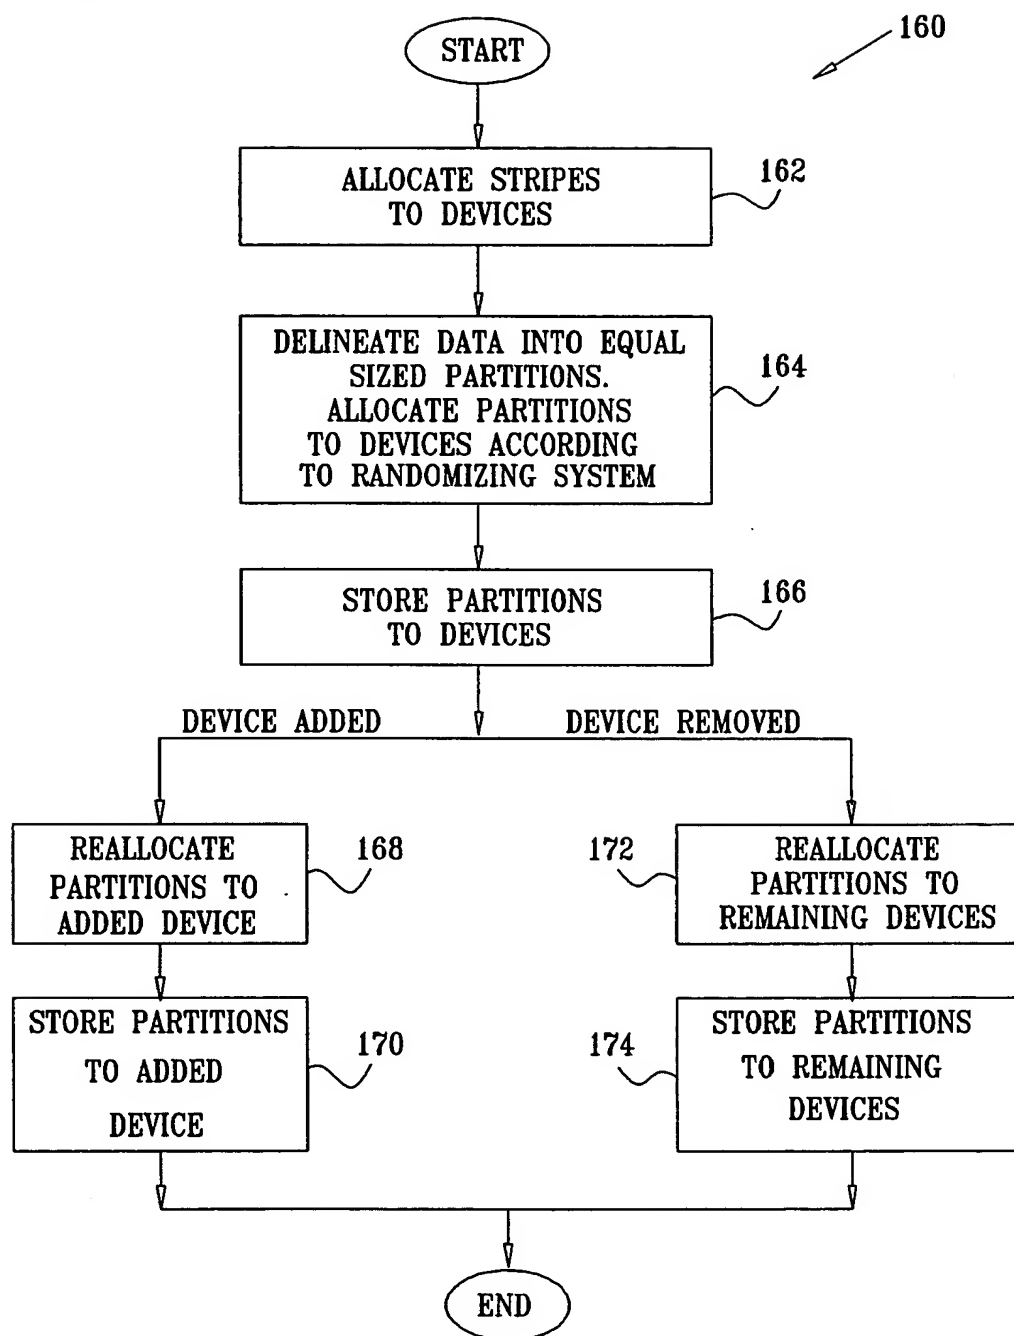 START
160
ALLOCATE STRIPES
TO DEVICES
162
DELINEATE DATA INTO EQUAL
SIZED PARTITIONS.
ALLOCATE PARTITIONS
TO DEVICES ACCORDING
TO RANDOMIZING SYSTEM
164
STORE PARTITIONS
TO DEVICES
166
DEVICE ADDED
DEVICE REMOVED
REALLOCATE
PARTITIONS TO
ADDED DEVICE
168
172
REALLOCATE
PARTITIONS TO
REMAINING DEVICES
STORE PARTITIONS
TO ADDED
DEVICE
170
174
STORE PARTITIONS
TO REMAINING
DEVICES
END